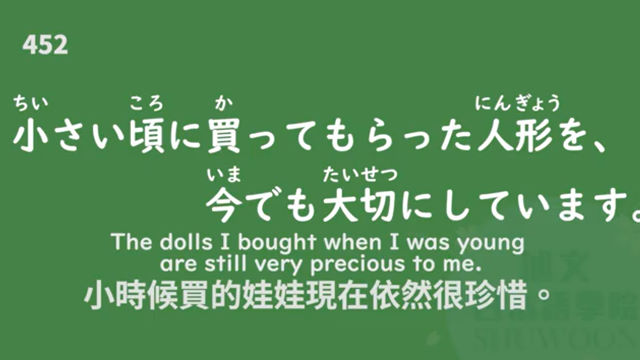 452
ちい ころ か にんぎょう
小さい頃に買ってもらった人形を、
いま たいせつ
今でも大切にしています。
The dolls I bought when I was young
are still very precious to me.
小時候買的娃娃現在依然很珍惜。
SHUWOON